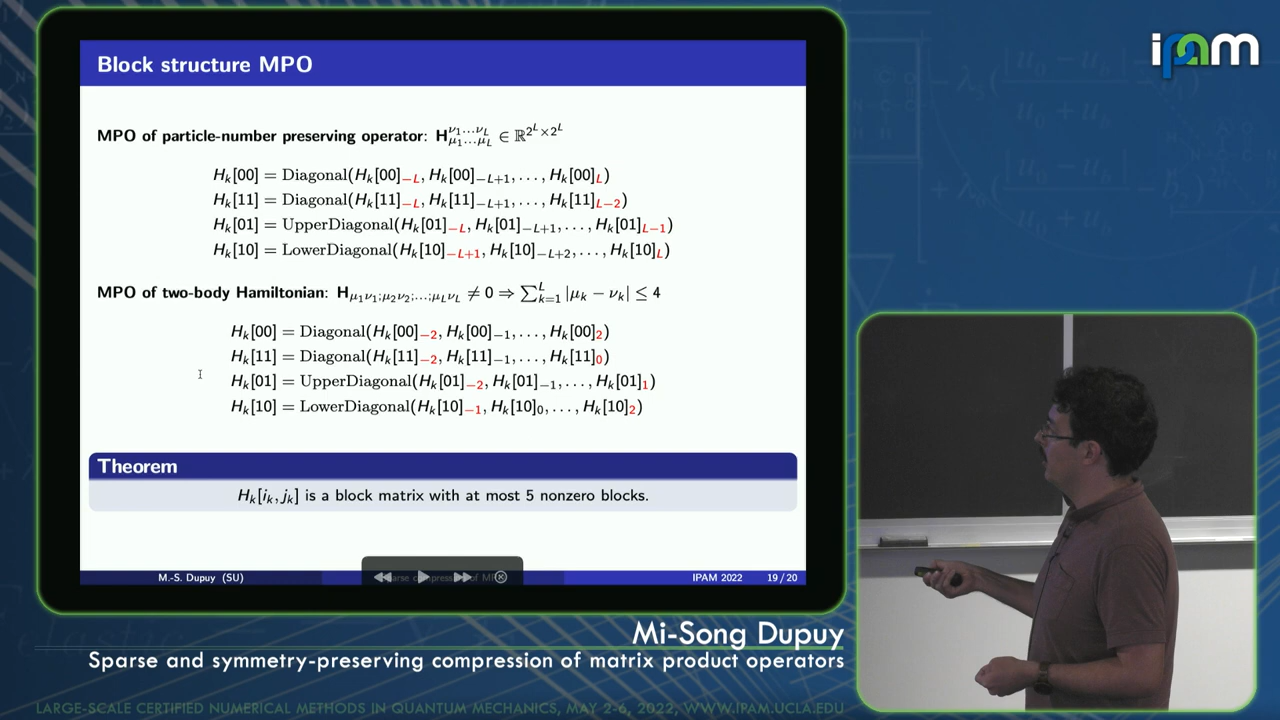 Block structure MPO
MPO of particle-number preserving operator: H^{ν₁…ν_L}_{μ₁…μ_L} ∈ ℝ^{2^L×2^L}
H_k[00] = Diagonal(H_k[00]_{−L}, H_k[00]_{−L+1}, …, H_k[00]_L)
H_k[11] = Diagonal(H_k[11]_{−L}, H_k[11]_{−L+1}, …, H_k[11]_{L−2})
H_k[01] = UpperDiagonal(H_k[01]_{−L}, H_k[01]_{−L+1}, …, H_k[01]_{L−1})
H_k[10] = LowerDiagonal(H_k[10]_{−L+1}, H_k[10]_{−L+2}, …, H_k[10]_L)
MPO of two-body Hamiltonian: H_{μ₁ν₁;μ₂ν₂;…;μ_Lν_L} ≠ 0 ⇒ ∑_{k=1}^{L} |μ_k − ν_k| ≤ 4
H_k[00] = Diagonal(H_k[00]_{−2}, H_k[00]_{−1}, …, H_k[00]_2)
H_k[11] = Diagonal(H_k[11]_{−2}, H_k[11]_{−1}, …, H_k[11]_0)
H_k[01] = UpperDiagonal(H_k[01]_{−2}, H_k[01]_{−1}, …, H_k[01]_1)
H_k[10] = LowerDiagonal(H_k[10]_{−1}, H_k[10]_0, …, H_k[10]_2)
Theorem
H_k[i_k, j_k] is a block matrix with at most 5 nonzero blocks.
M.-S. Dupuy (SU)
IPAM 2022 19 / 20
ipam
Mi-Song Dupuy
Sparse and symmetry-preserving compression of matrix product operators
LARGE-SCALE CERTIFIED NUMERICAL METHODS IN QUANTUM MECHANICS, MAY 2-6, 2022, WWW.IPAM.UCLA.EDU